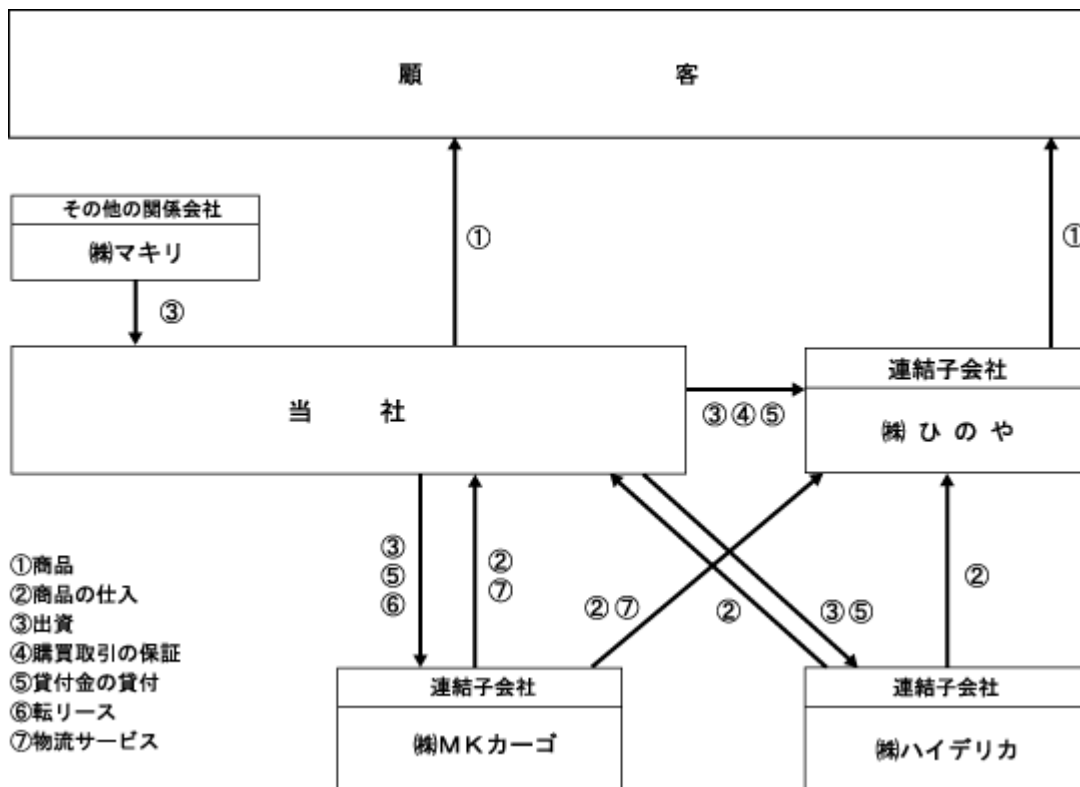 顧 客
その他の関係会社
㈱マキリ
③
①
①
当 社
③④⑤
連結子会社
㈱ ひ の や
③
⑤
⑥
②
⑦
②⑦
②
③⑤
②
①商品
②商品の仕入
③出資
④購買取引の保証
⑤貸付金の貸付
⑥転リース
⑦物流サービス
連結子会社
㈱ＭＫカーゴ
連結子会社
㈱ハイデリカ